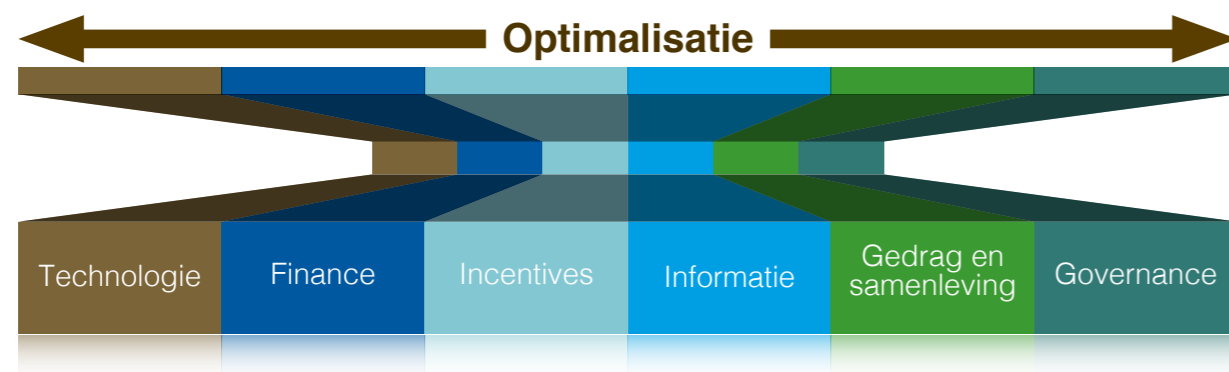 Optimalisatie
Technologie
Finance
Incentives
Informatie
Gedrag en
samenleving
Governance